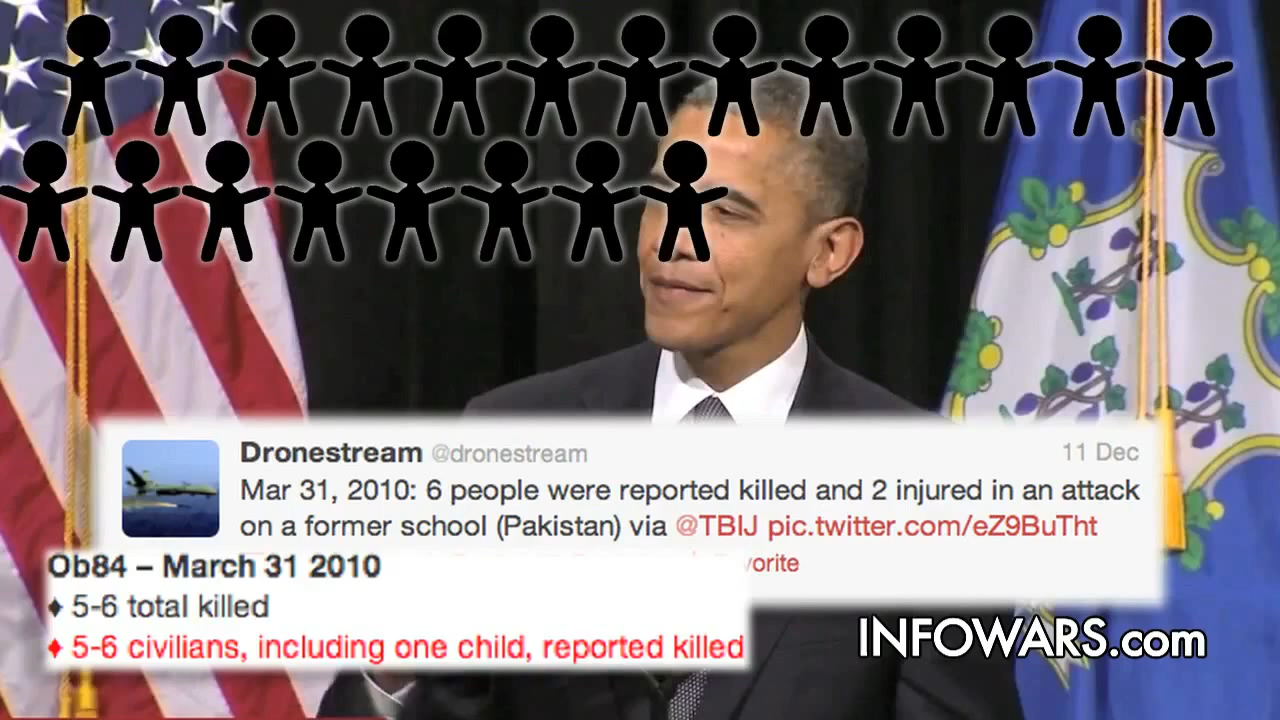 Dronestream @dronestream 11 Dec
Mar 31, 2010: 6 people were reported killed and 2 injured in an attack
on a former school (Pakistan) via @TBIJ pic.twitter.com/eZ9BuTht
Ob84 – March 31 2010
♦ 5-6 total killed
♦ 5-6 civilians, including one child, reported killed
INFOWARS.com